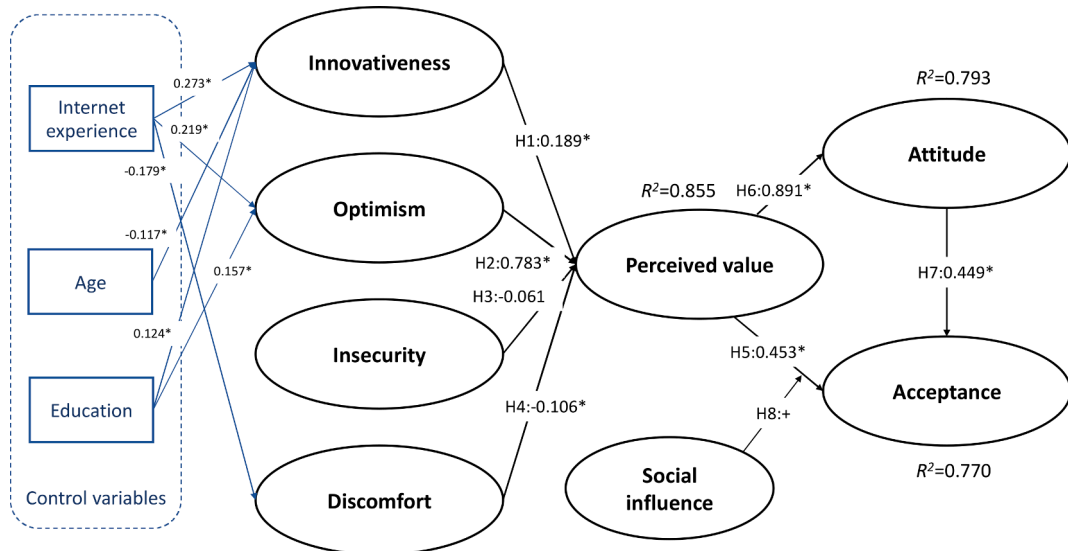 Innovativeness
R²=0.793
0.273*
Internet
experience
0.219*
H1:0.189*
Attitude
-0.179*
R²=0.855
H6:0.891*
Optimism
-0.117*
H2:0.783*
Perceived value
0.157*
H7:0.449*
Age
H3:-0.061
0.124*
Insecurity
H5:0.453*
Education
H4:-0.106*
Acceptance
H8:+
Social
influence
R²=0.770
Control variables
Discomfort